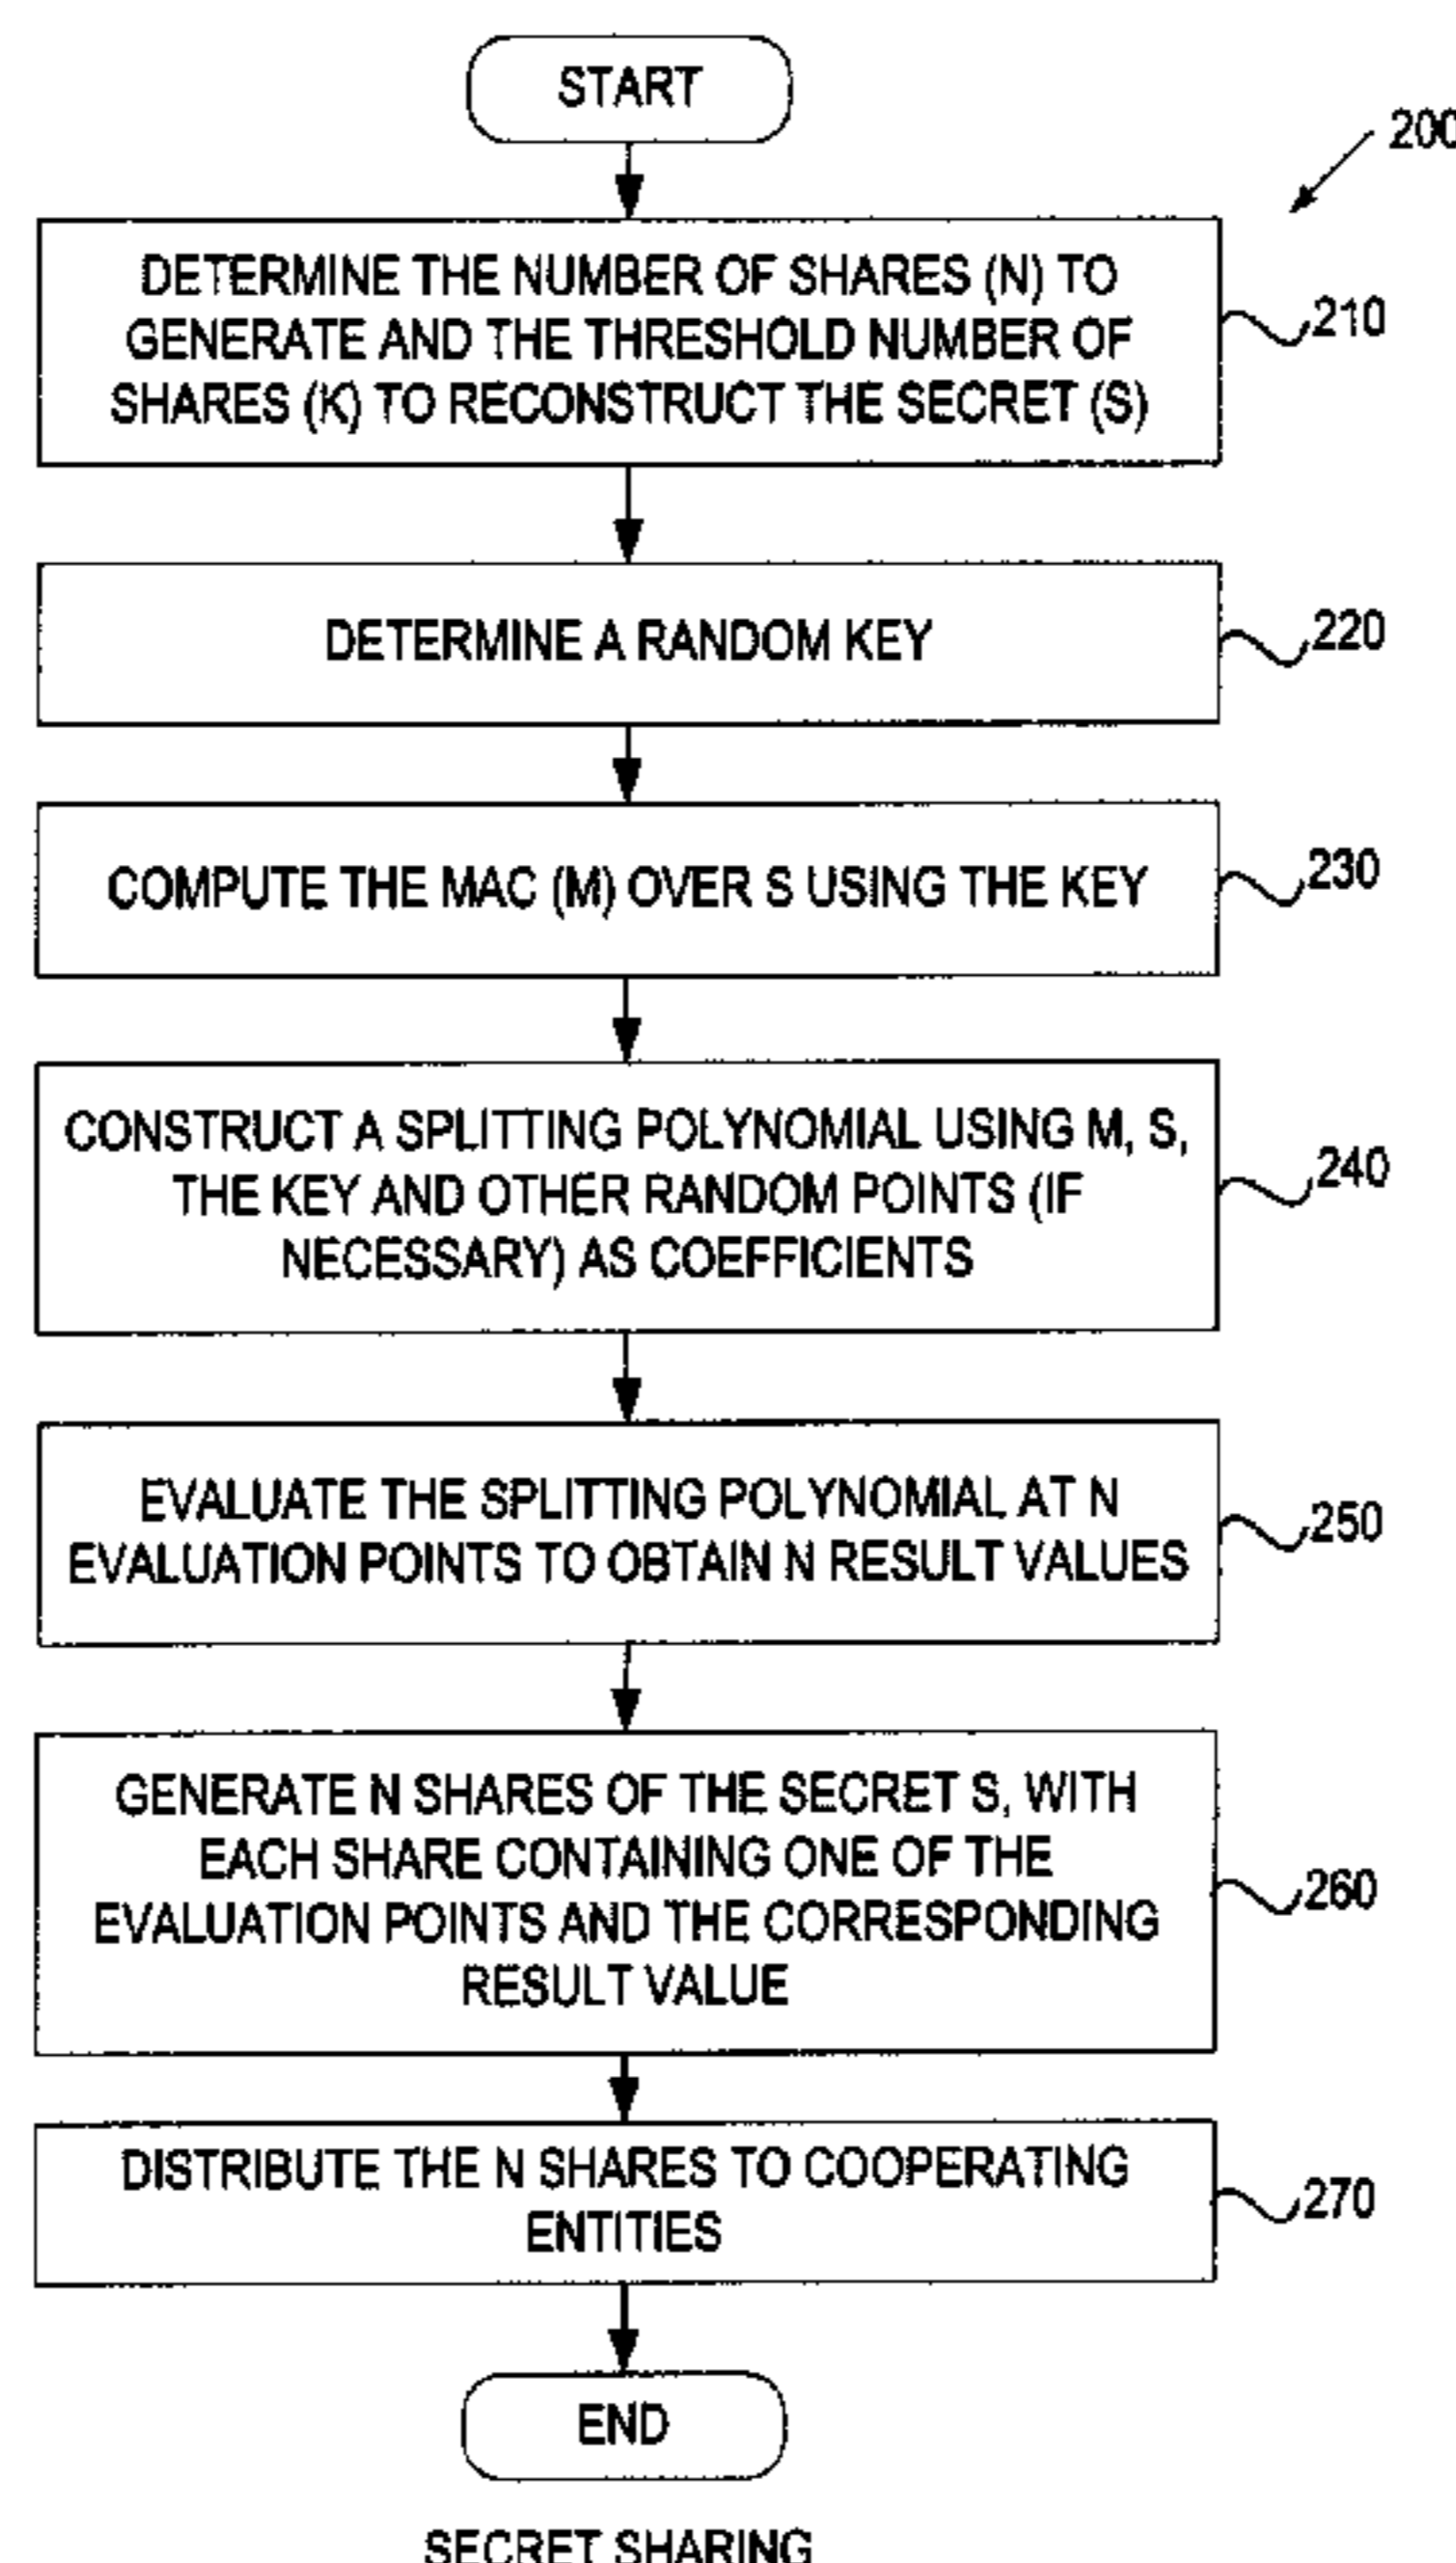 START
200
DETERMINE THE NUMBER OF SHARES (N) TO
GENERATE AND THE THRESHOLD NUMBER OF
SHARES (K) TO RECONSTRUCT THE SECRET (S)
210
DETERMINE A RANDOM KEY
220
COMPUTE THE MAC (M) OVER S USING THE KEY
230
CONSTRUCT A SPLITTING POLYNOMIAL USING M, S,
THE KEY AND OTHER RANDOM POINTS (IF
NECESSARY) AS COEFFICIENTS
240
EVALUATE THE SPLITTING POLYNOMIAL AT N
EVALUATION POINTS TO OBTAIN N RESULT VALUES
250
GENERATE N SHARES OF THE SECRET S, WITH
EACH SHARE CONTAINING ONE OF THE
EVALUATION POINTS AND THE CORRESPONDING
RESULT VALUE
260
DISTRIBUTE THE N SHARES TO COOPERATING
ENTITIES
270
END
SECRET SHARING